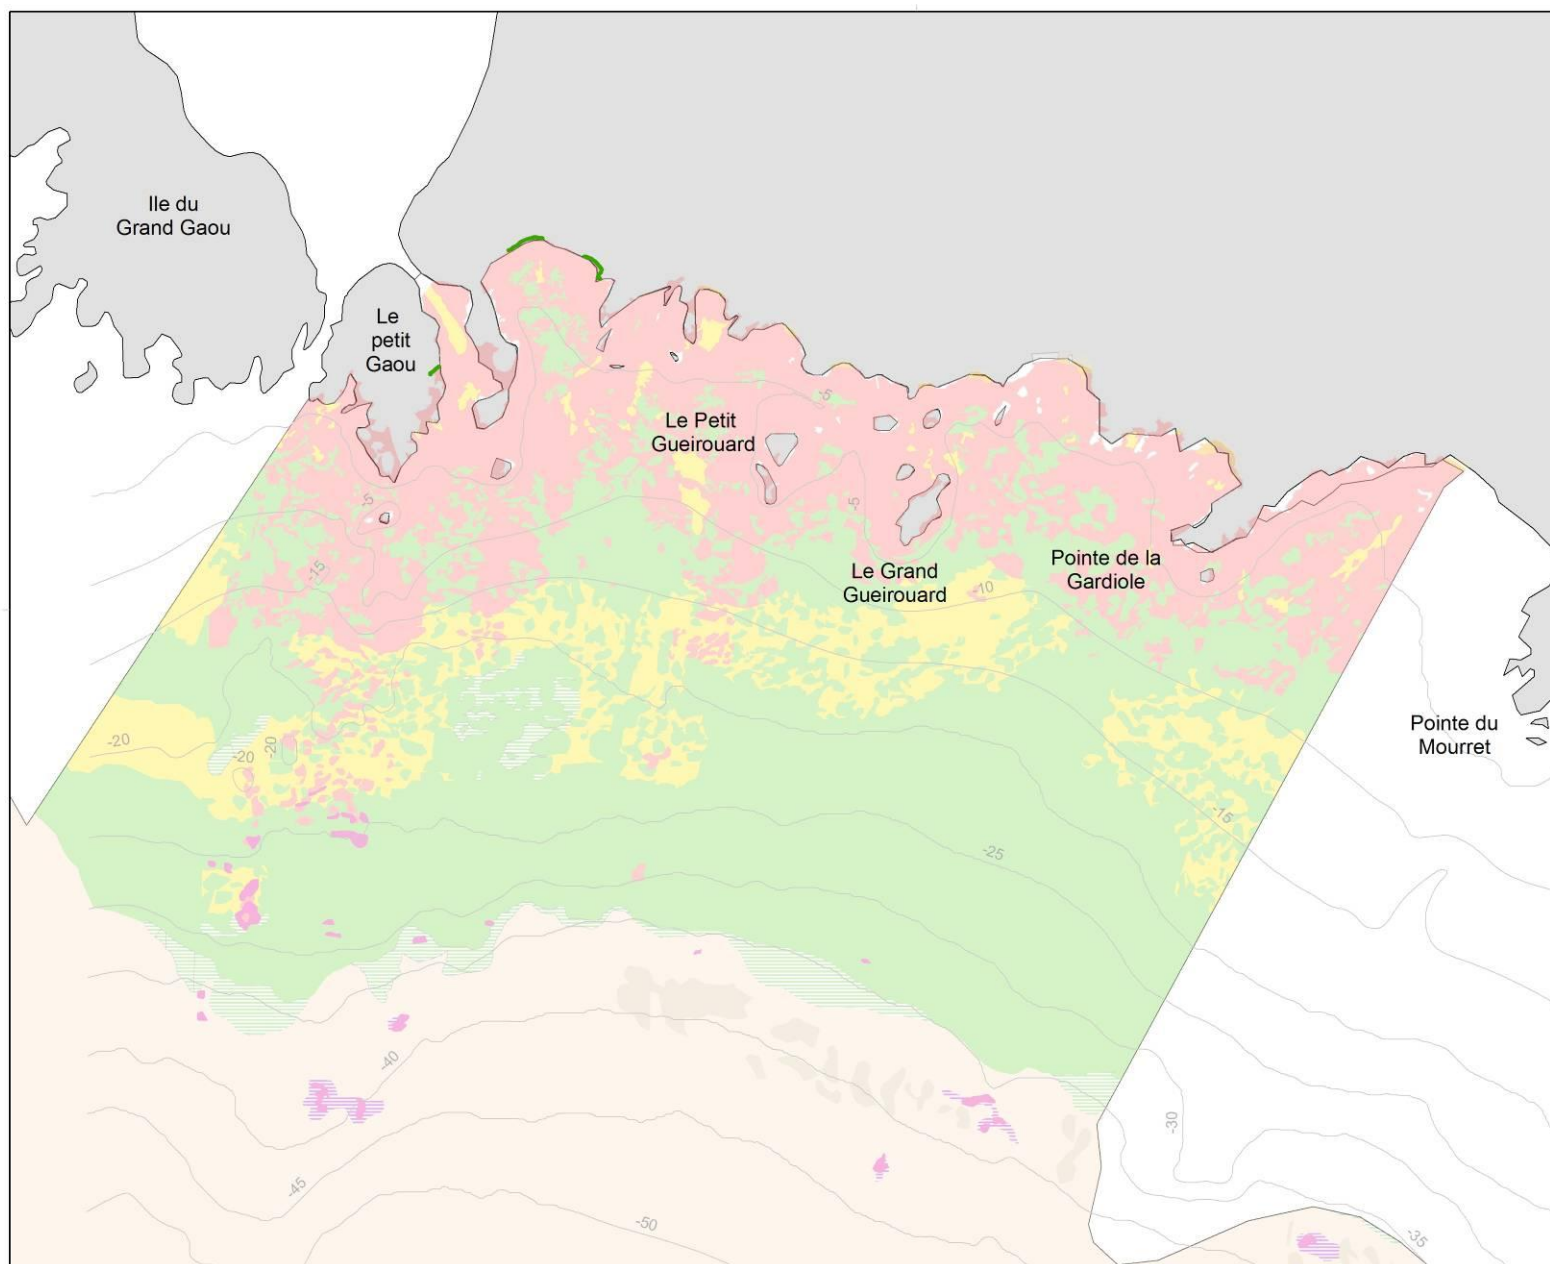 Ile du
Grand Gaou
Le
petit
Gaou
-5
Le Petit
Gueirouard
-5
-5
-15
Le Grand
Gueirouard
-10
Pointe de la
Gardiole
Pointe du
Mourret
-20
-20
-20
-15
-25
-40
-30
-45
-50
-35